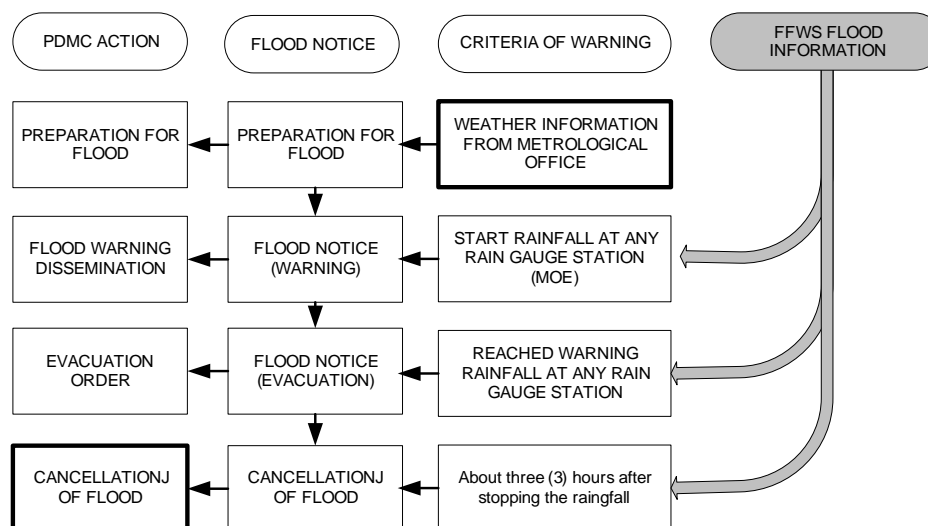 PDMC ACTION
FLOOD NOTICE
CRITERIA OF WARNING
FFWS FLOOD
INFORMATION
PREPARATION FOR
FLOOD
PREPARATION FOR
FLOOD
WEATHER INFORMATION
FROM METROLOGICAL
OFFICE
FLOOD WARNING
DISSEMINATION
FLOOD NOTICE
(WARNING)
START RAINFALL AT ANY
RAIN GAUGE STATION
(MOE)
EVACUATION
ORDER
FLOOD NOTICE
(EVACUATION)
REACHED WARNING
RAINFALL AT ANY RAIN
GAUGE STATION
CANCELLATIONJ
OF FLOOD
CANCELLATIONJ
OF FLOOD
About three (3) hours after
stopping the raingfall